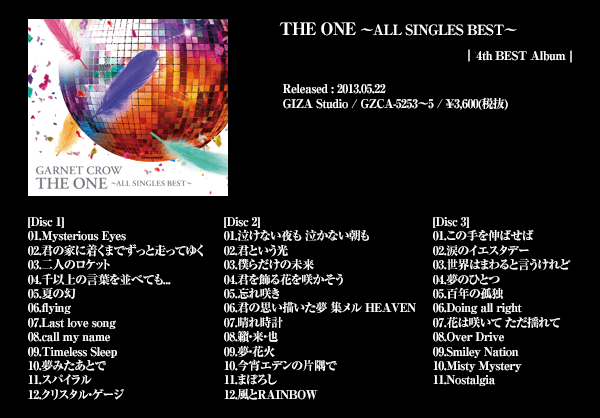 THE ONE ～ALL SINGLES BEST～
| 4th BEST Album |
Released : 2013.05.22
GIZA Studio / GZCA-5253～5 / ¥3,600(税抜)
GARNET CROW
THE ONE ～ALL SINGLES BEST～
[Disc 1]
01.Mysterious Eyes
02.君の家に着くまでずっと走ってゆく
03.二人のロケット
04.千以上の言葉を並べても...
05.夏の幻
06.flying
07.Last love song
08.call my name
09.Timeless Sleep
10.夢みたあとで
11.スパイラル
12.クリスタル・ゲージ
[Disc 2]
01.泣けない夜も 泣かない朝も
02.君という光
03.僕らだけの未来
04.君を飾る花を咲かそう
05.忘れ咲き
06.君の思い描いた夢 集メル HEAVEN
07.晴れ時計
08.籟・来・也
09.夢・花火
10.今宵エデンの片隅で
11.まぼろし
12.風とRAINBOW
[Disc 3]
01.この手を伸ばせば
02.涙のイエスタデー
03.世界はまわると言うけれど
04.夢のひとつ
05.百年の孤独
06.Doing all right
07.花は咲いて ただ揺れて
08.Over Drive
09.Smiley Nation
10.Misty Mystery
11.Nostalgia